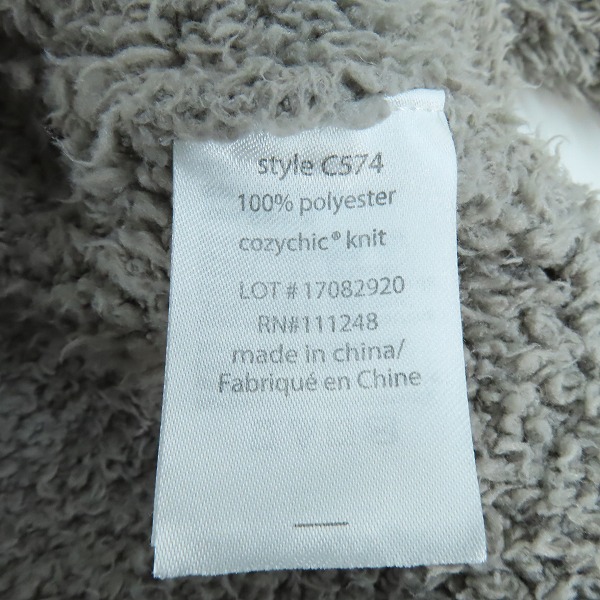 style C574
100% polyester
cozychic® knit
LOT # 17082920
RN#111248
made in china/
Fabriqué en Chine